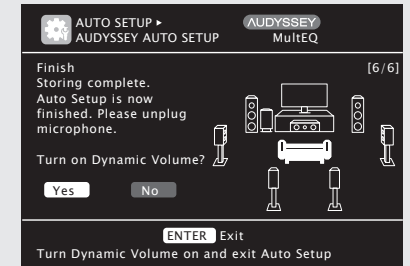 AUTO SETUP ▸
AUDYSSEY AUTO SETUP
AUDYSSEY
MultEQ
Finish
[6/6]
Storing complete.
Auto Setup is now
finished. Please unplug
microphone.
Turn on Dynamic Volume?
Yes No
ENTER Exit
Turn Dynamic Volume on and exit Auto Setup